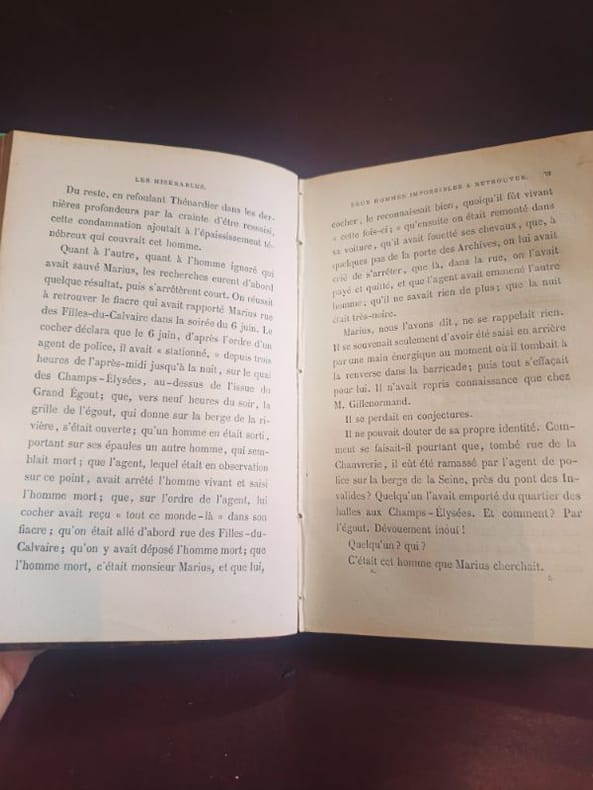 LES MISÉRABLES.
Du reste, en refoulant Thénardier dans les der-
nières profondeurs par la crainte d'être ressaisi,
cette condamnation ajoutait à l'épaississement té-
nébreux qui couvrait cet homme.
Quant à l'autre, quant à l'homme ignoré qui
avait sauvé Marius, les recherches eurent d'abord
quelque résultat, puis s'arrêtèrent court. On réussit
à retrouver le fiacre qui avait rapporté Marius rue
des Filles-du-Calvaire dans la soirée du 6 juin. Le
cocher déclara que le 6 juin, d'après l'ordre d'un
agent de police, il avait « stationné, » depuis trois
heures de l'après-midi jusqu'à la nuit, sur le quai
des Champs-Élysées, au-dessus de l'issue du
Grand Égout; que, vers neuf heures du soir, la
grille de l'égout, qui donne sur la berge de la ri-
vière, s'était ouverte; qu'un homme en était sorti,
portant sur ses épaules un autre homme, qui sem-
blait mort; que l'agent, lequel était en observation
sur ce point, avait arrêté l'homme vivant et saisi
l'homme mort; que, sur l'ordre de l'agent, lui
cocher avait reçu « tout ce monde-là » dans son
fiacre; qu'on était allé d'abord rue des Filles-du-
Calvaire; qu'on y avait déposé l'homme mort; que
l'homme mort, c'était monsieur Marius, et que lui,
DEUX HOMMES IMPOSSIBLES A RETROUVER.
cocher, le reconnaissait bien, quoiqu'il fût vivant
« cette fois-ci; » qu'ensuite on était remonté dans
sa voiture, qu'il avait fouetté ses chevaux, que, à
quelques pas de la porte des Archives, on lui avait
crié de s'arrêter, que là, dans la rue, on l'avait
payé et quitté, et que l'agent avait emmené l'autre
homme; qu'il ne savait rien de plus; que la nuit
était très-noire.
Marius, nous l'avons dit, ne se rappelait rien.
Il se souvenait seulement d'avoir été saisi en arrière
par une main énergique au moment où il tombait à
la renverse dans la barricade; puis tout s'effaçait
pour lui. Il n'avait repris connaissance que chez
M. Gillenormand.
Il se perdait en conjectures.
Il ne pouvait douter de sa propre identité. Com-
ment se faisait-il pourtant que, tombé rue de la
Chanvrerie, il eût été ramassé par l'agent de po-
lice sur la berge de la Seine, près du pont des In-
valides? Quelqu'un l'avait emporté du quartier des
halles aux Champs-Élysées. Et comment? Par
l'égout. Dévouement inouï!
Quelqu'un? qui?
C'était cet homme que Marius cherchait.